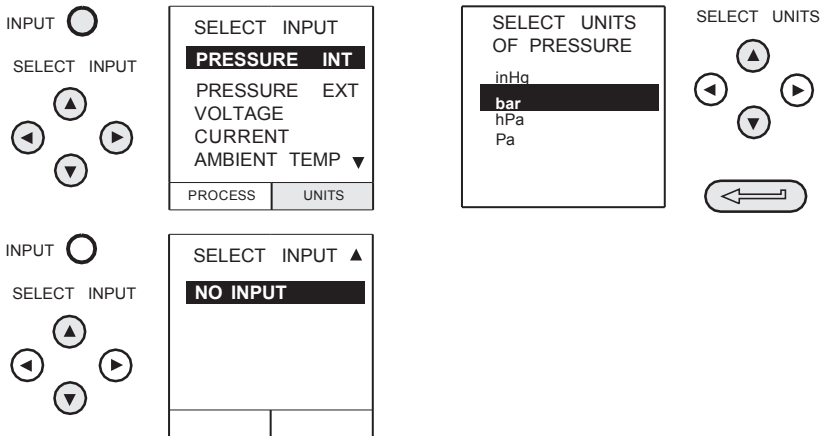 INPUT
SELECT INPUT
SELECT INPUT
PRESSURE INT
PRESSURE EXT
VOLTAGE
CURRENT
AMBIENT TEMP
PROCESS UNITS
SELECT UNITS
OF PRESSURE
inHg
bar
hPa
Pa
SELECT UNITS
INPUT
SELECT INPUT
SELECT INPUT
NO INPUT